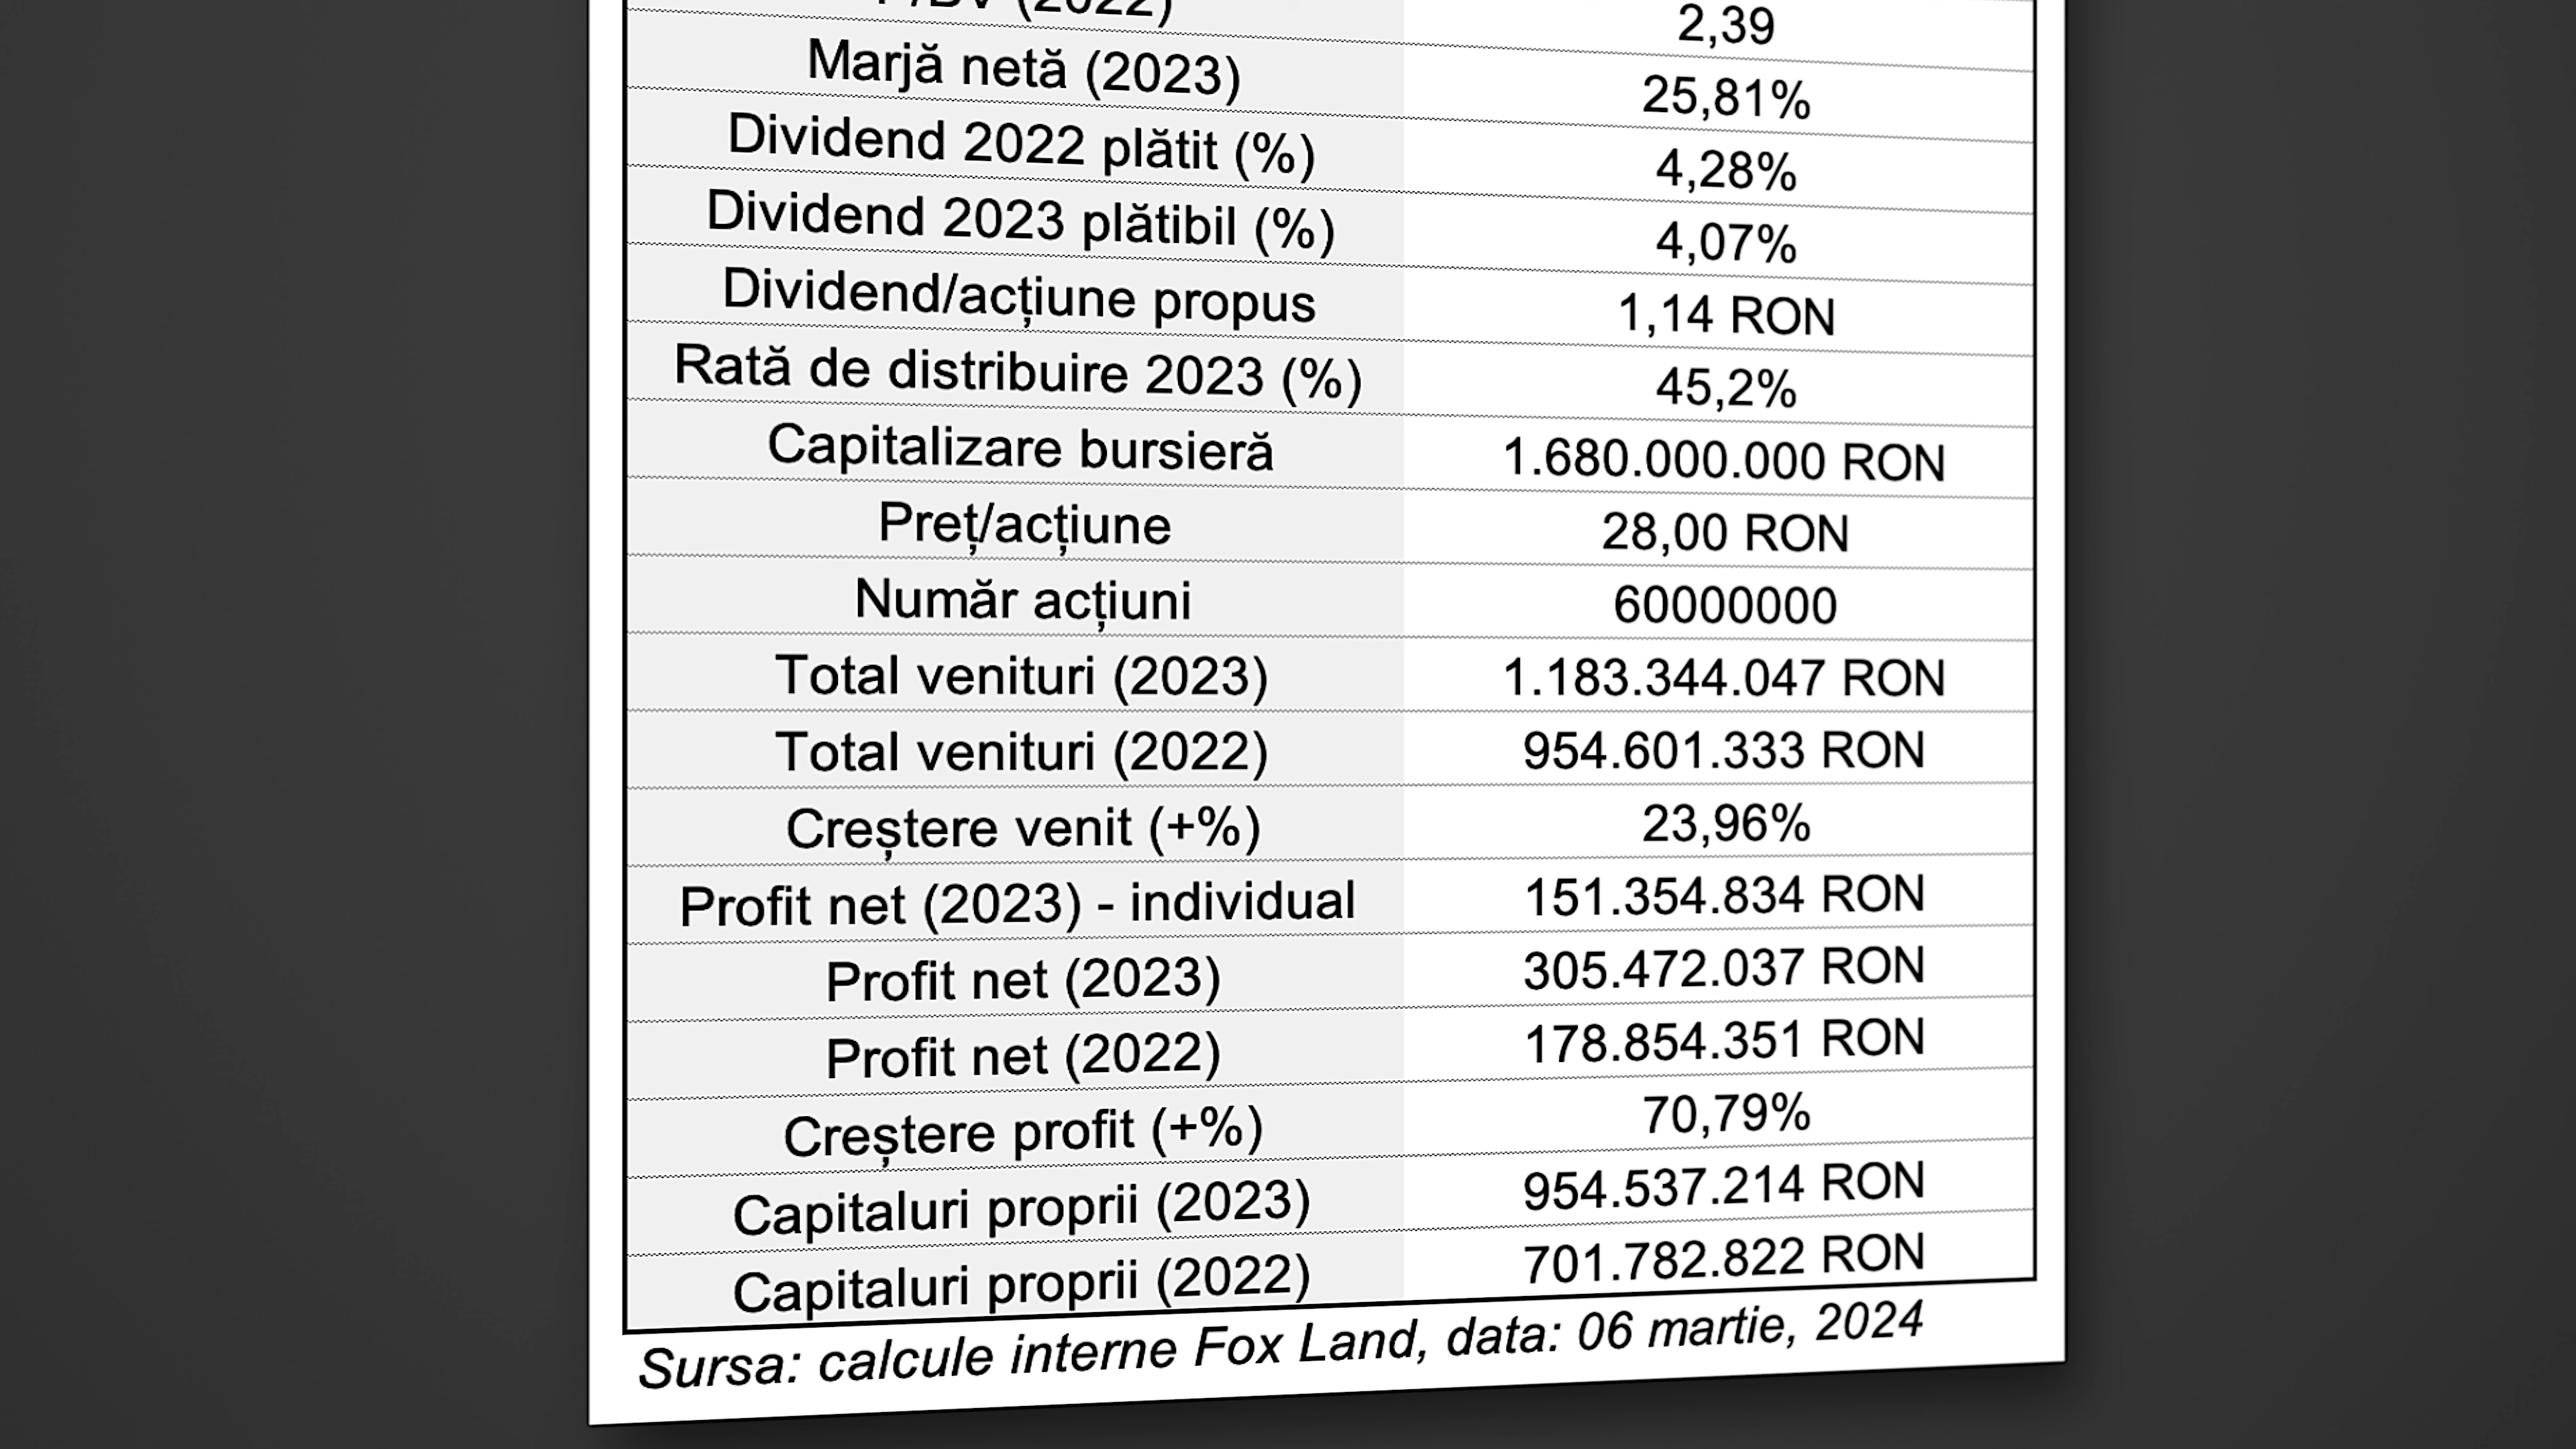 (2022) 2,39
Marjă netă (2023) 25,81%
Dividend 2022 plătit (%) 4,28%
Dividend 2023 plătibil (%) 4,07%
Dividend/acțiune propus 1,14 RON
Rată de distribuire 2023 (%) 45,2%
Capitalizare bursieră 1.680.000.000 RON
Preț/acțiune 28,00 RON
Număr acțiuni 60000000
Total venituri (2023) 1.183.344.047 RON
Total venituri (2022) 954.601.333 RON
Creștere venit (+%) 23,96%
Profit net (2023) - individual 151.354.834 RON
Profit net (2023) 305.472.037 RON
Profit net (2022) 178.854.351 RON
Creștere profit (+%) 70,79%
Capitaluri proprii (2023) 954.537.214 RON
Capitaluri proprii (2022) 701.782.822 RON
Sursa: calcule interne Fox Land, data: 06 martie, 2024